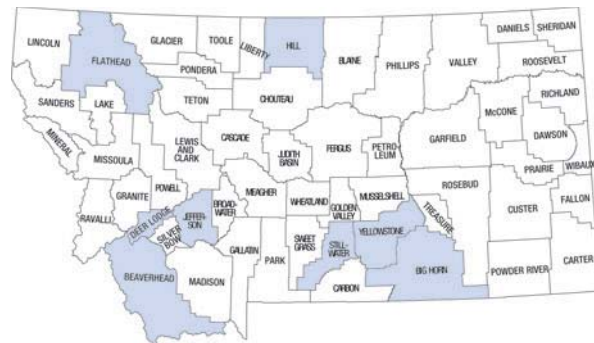 LINCOLN
FLATHEAD
GLACIER
TOOLE
LIBERTY
HILL
BLAINE
PHILLIPS
VALLEY
DANIELS
SHERIDAN
ROOSEVELT
PONDERA
SANDERS
LAKE
TETON
CHOUTEAU
RICHLAND
McCONE
MINERAL
MISSOULA
LEWIS
AND
CLARK
CASCADE
JUDITH
BASIN
FERGUS
PETRO-
LEUM
GARFIELD
DAWSON
PRAIRIE
WIBAUX
POWELL
GRANITE
RAVALLI
DEER LODGE
SILVER
BOW
JEFFER-
SON
BROAD-
WATER
MEAGHER
WHEATLAND
GOLDEN
VALLEY
MUSSELSHELL
ROSEBUD
TREASURE
CUSTER
FALLON
GALLATIN
PARK
SWEET
GRASS
STILL-
WATER
YELLOWSTONE
BIG HORN
POWDER RIVER
CARTER
BEAVERHEAD
MADISON
CARBON